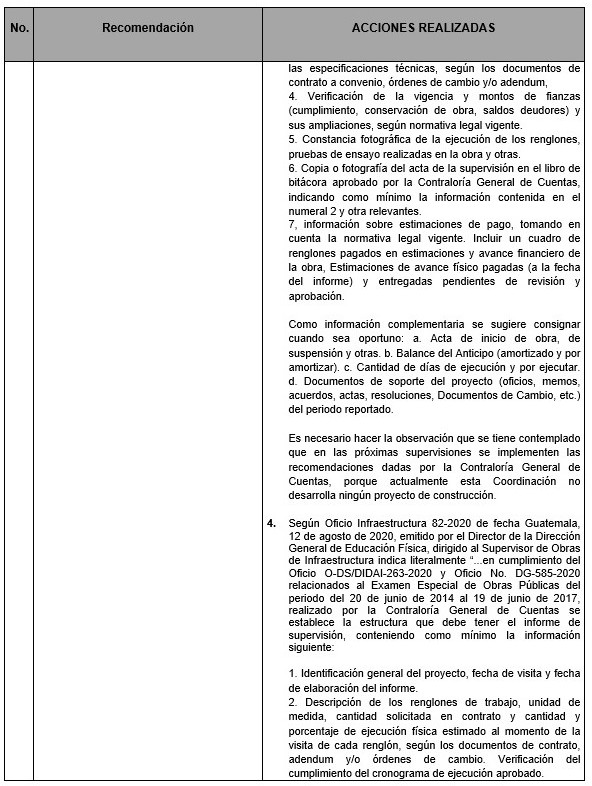 No.
Recomendación
ACCIONES REALIZADAS
las especificaciones técnicas, según los documentos de
contrato a convenio, órdenes de cambio y/o adendum,
4. Verificación de la vigencia y montos de fianzas
(cumplimiento, conservación de obra, saldos deudores) y
sus ampliaciones, según normativa legal vigente.
5. Constancia fotográfica de la ejecución de los renglones,
pruebas de ensayo realizadas en la obra y otras.
6. Copia o fotografía del acta de la supervisión en el libro de
bitácora aprobado por la Contraloría General de Cuentas,
indicando como mínimo la información contenida en el
numeral 2 y otra relevantes.
7, información sobre estimaciones de pago, tomando en
cuenta la normativa legal vigente. Incluir un cuadro de
renglones pagados en estimaciones y avance financiero de
la obra, Estimaciones de avance físico pagadas (a la fecha
del informe) y entregadas pendientes de revisión y
aprobación.
Como información complementaria se sugiere consignar
cuando sea oportuno: a. Acta de inicio de obra, de
suspensión y otras. b. Balance del Anticipo (amortizado y por
amortizar). c. Cantidad de días de ejecución y por ejecutar.
d. Documentos de soporte del proyecto (oficios, memos,
acuerdos, actas, resoluciones, Documentos de Cambio, etc.)
del periodo reportado.
Es necesario hacer la observación que se tiene contemplado
que en las próximas supervisiones se implementen las
recomendaciones dadas por la Contraloría General de
Cuentas, porque actualmente esta Coordinación no
desarrolla ningún proyecto de construcción.
4. Según Oficio Infraestructura 82-2020 de fecha Guatemala,
12 de agosto de 2020, emitido por el Director de la Dirección
General de Educación Física, dirigido al Supervisor de Obras
de Infraestructura indica literalmente “...en cumplimiento del
Oficio O-DS/DIDAI-263-2020 y Oficio No. DG-585-2020
relacionados al Examen Especial de Obras Públicas del
periodo del 20 de junio de 2014 al 19 de junio de 2017,
realizado por la Contraloría General de Cuentas se
establece la estructura que debe tener el informe de
supervisión, conteniendo como mínimo la información
siguiente:
1. Identificación general del proyecto, fecha de visita y fecha
de elaboración del informe.
2. Descripción de los renglones de trabajo, unidad de
medida, cantidad solicitada en contrato y cantidad y
porcentaje de ejecución física estimado al momento de la
visita de cada renglón, según los documentos de contrato,
adendum y/o órdenes de cambio. Verificación del
cumplimiento del cronograma de ejecución aprobado.